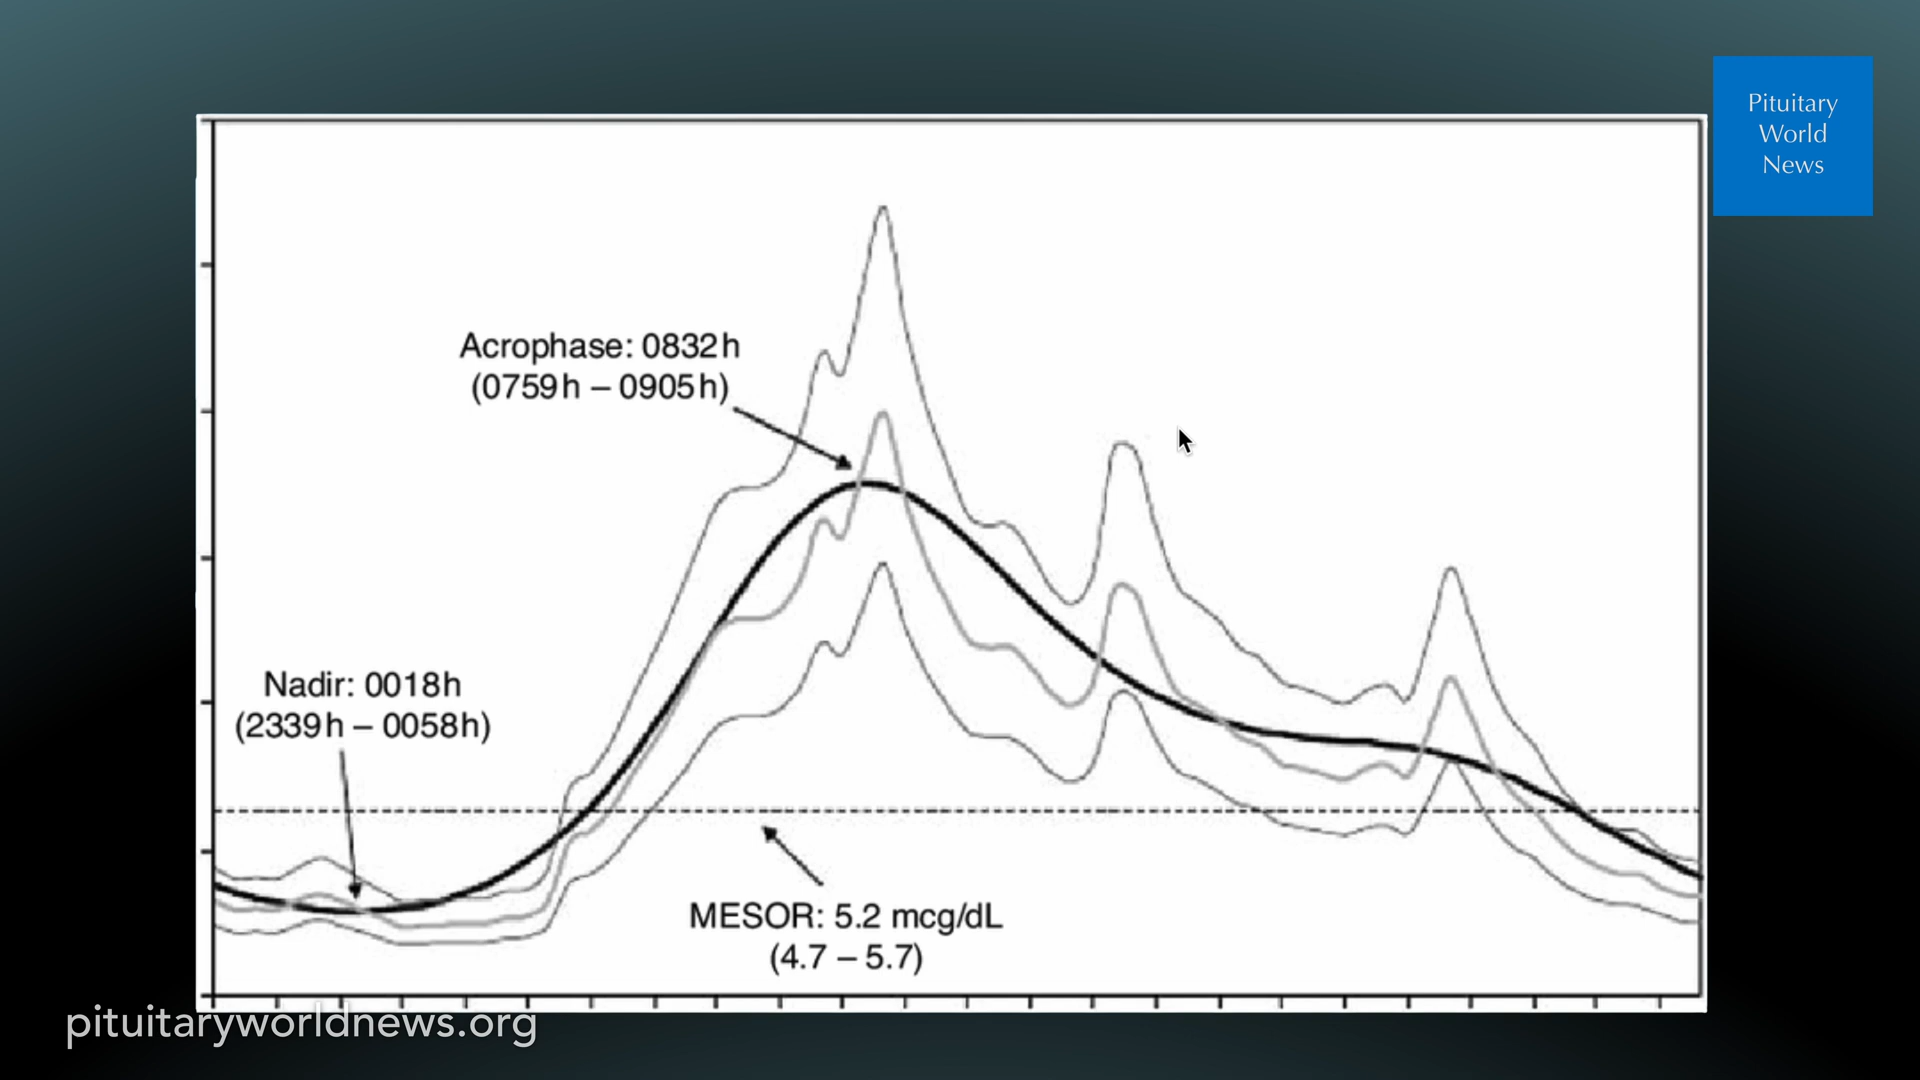 Pituitary
World
News
Acrophase: 0832h
(0759h – 0905h)
Nadir: 0018h
(2339h – 0058h)
MESOR: 5.2 mcg/dL
(4.7 – 5.7)
pituitaryworldnews.org